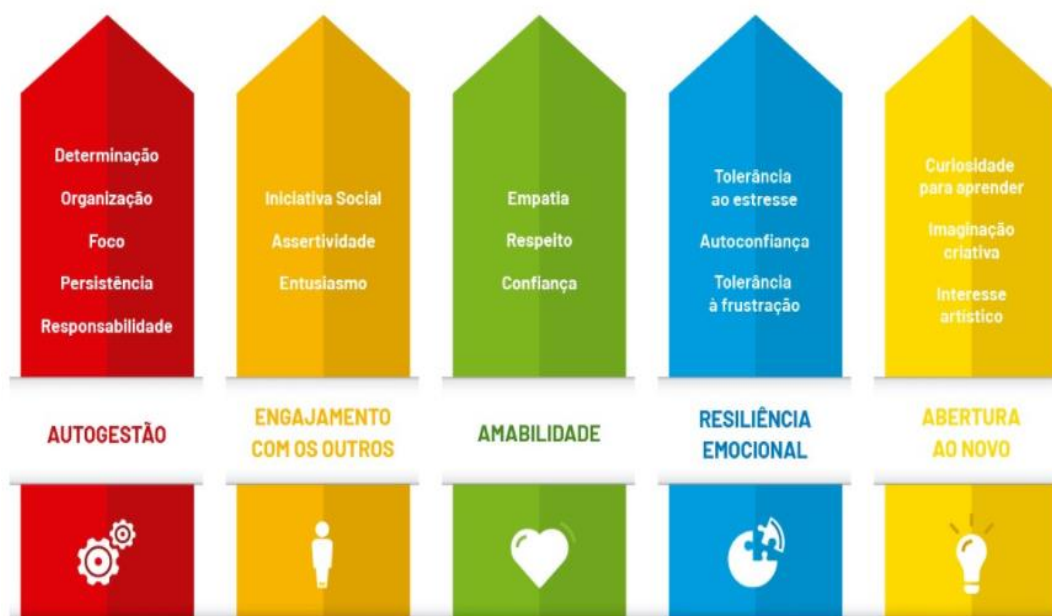 Determinação
Organização
Foco
Persistência
Responsabilidade
AUTOGESTÃO
Iniciativa Social
Assertividade
Entusiasmo
ENGAJAMENTO
COM OS OUTROS
Empatia
Respeito
Confiança
AMABILIDADE
Tolerância
ao estresse
Autoconfiança
Tolerância
à frustração
RESILIÊNCIA
EMOCIONAL
Curiosidade
para aprender
Imaginação
criativa
Interesse
artístico
ABERTURA
AO NOVO